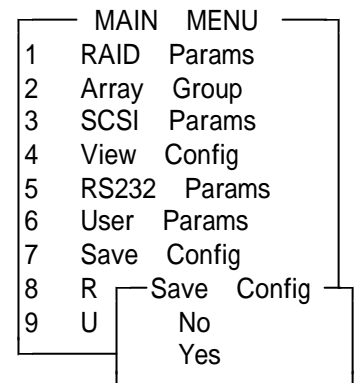 MAIN MENU
1 RAID Params
2 Array Group
3 SCSI Params
4 View Config
5 RS232 Params
6 User Params
7 Save Config
8 R Save Config
9 U No
Yes